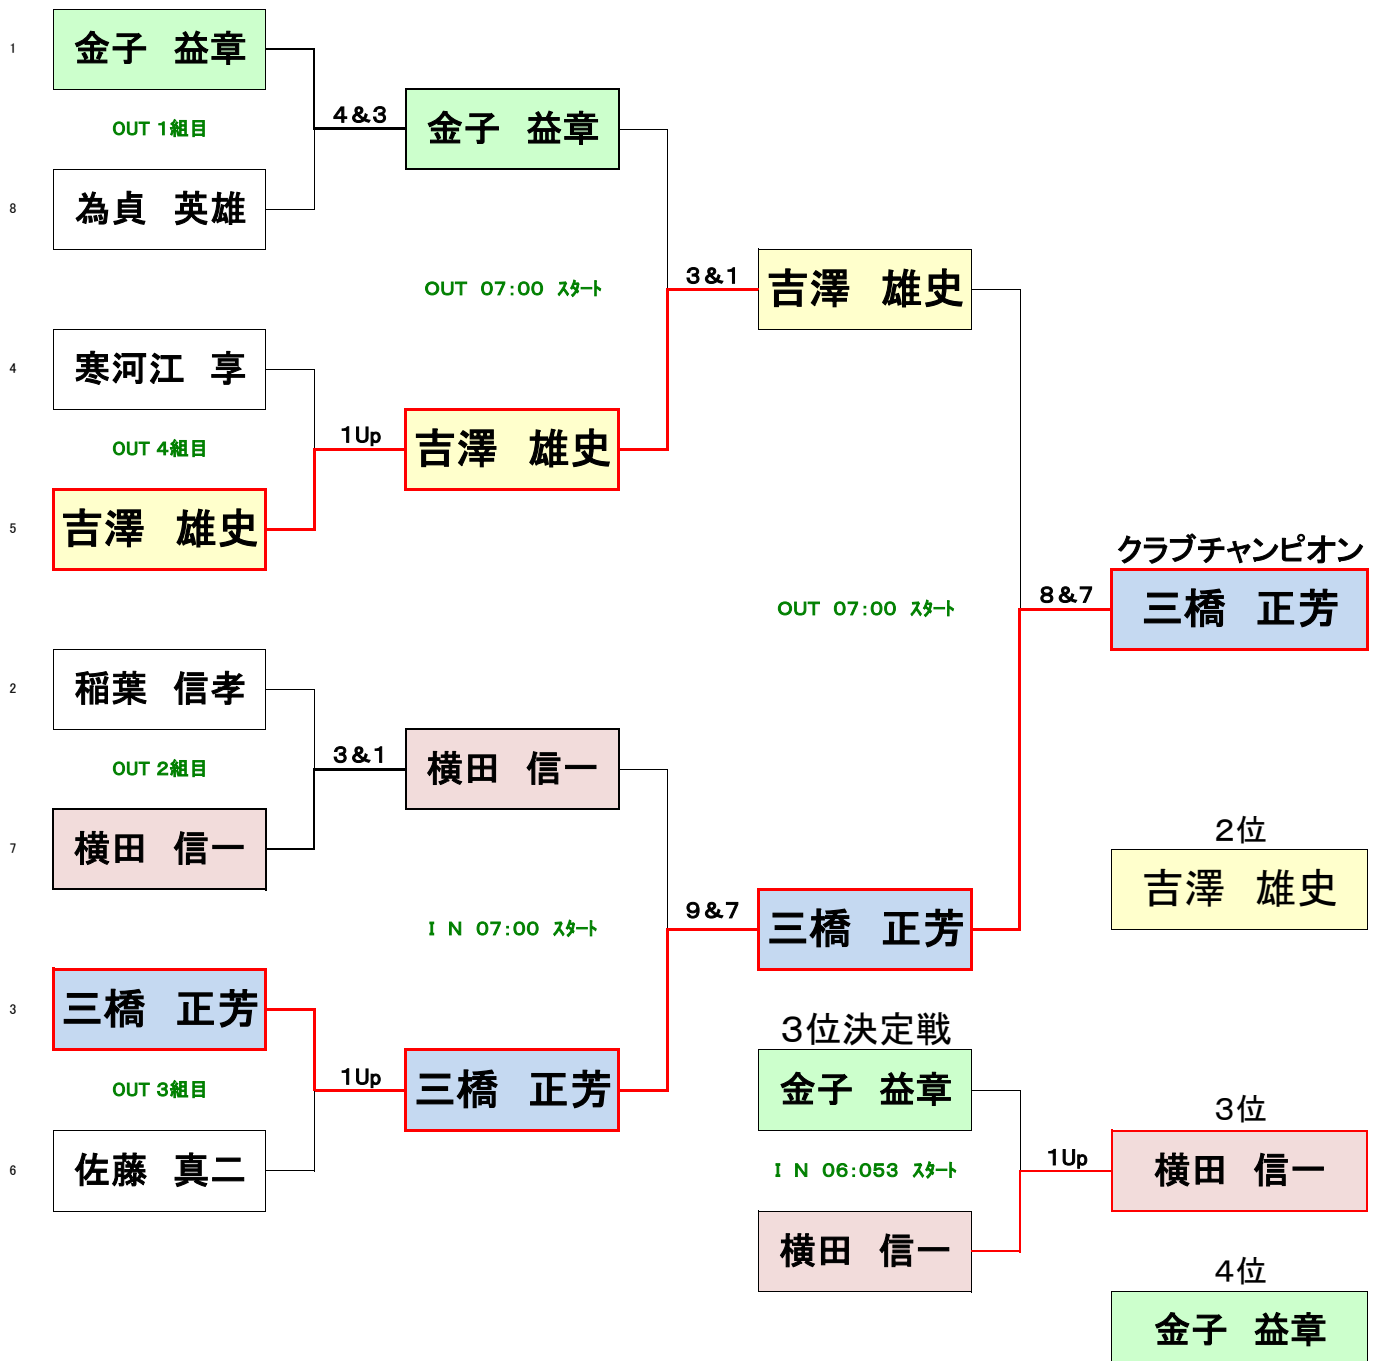 1
金子　益章
OUT 1組目
4&3
金子　益章
8
為貞　英雄
OUT 07:00 ｽﾀｰﾄ
3&1
吉澤　雄史
4
寒河江　享
OUT 4組目
1Up
吉澤　雄史
5
吉澤　雄史
クラブチャンピオン
OUT 07:00 ｽﾀｰﾄ
8&7
三橋　正芳
2
稲葉　信孝
OUT 2組目
3&1
横田　信一
7
横田　信一
2位
吉澤　雄史
I N 07:00 ｽﾀｰﾄ
9&7
三橋　正芳
3
三橋　正芳
OUT 3組目
1Up
三橋　正芳
6
佐藤　真二
3位決定戦
金子　益章
I N 06:053 ｽﾀｰﾄ
横田　信一
1Up
3位
横田　信一
4位
金子　益章